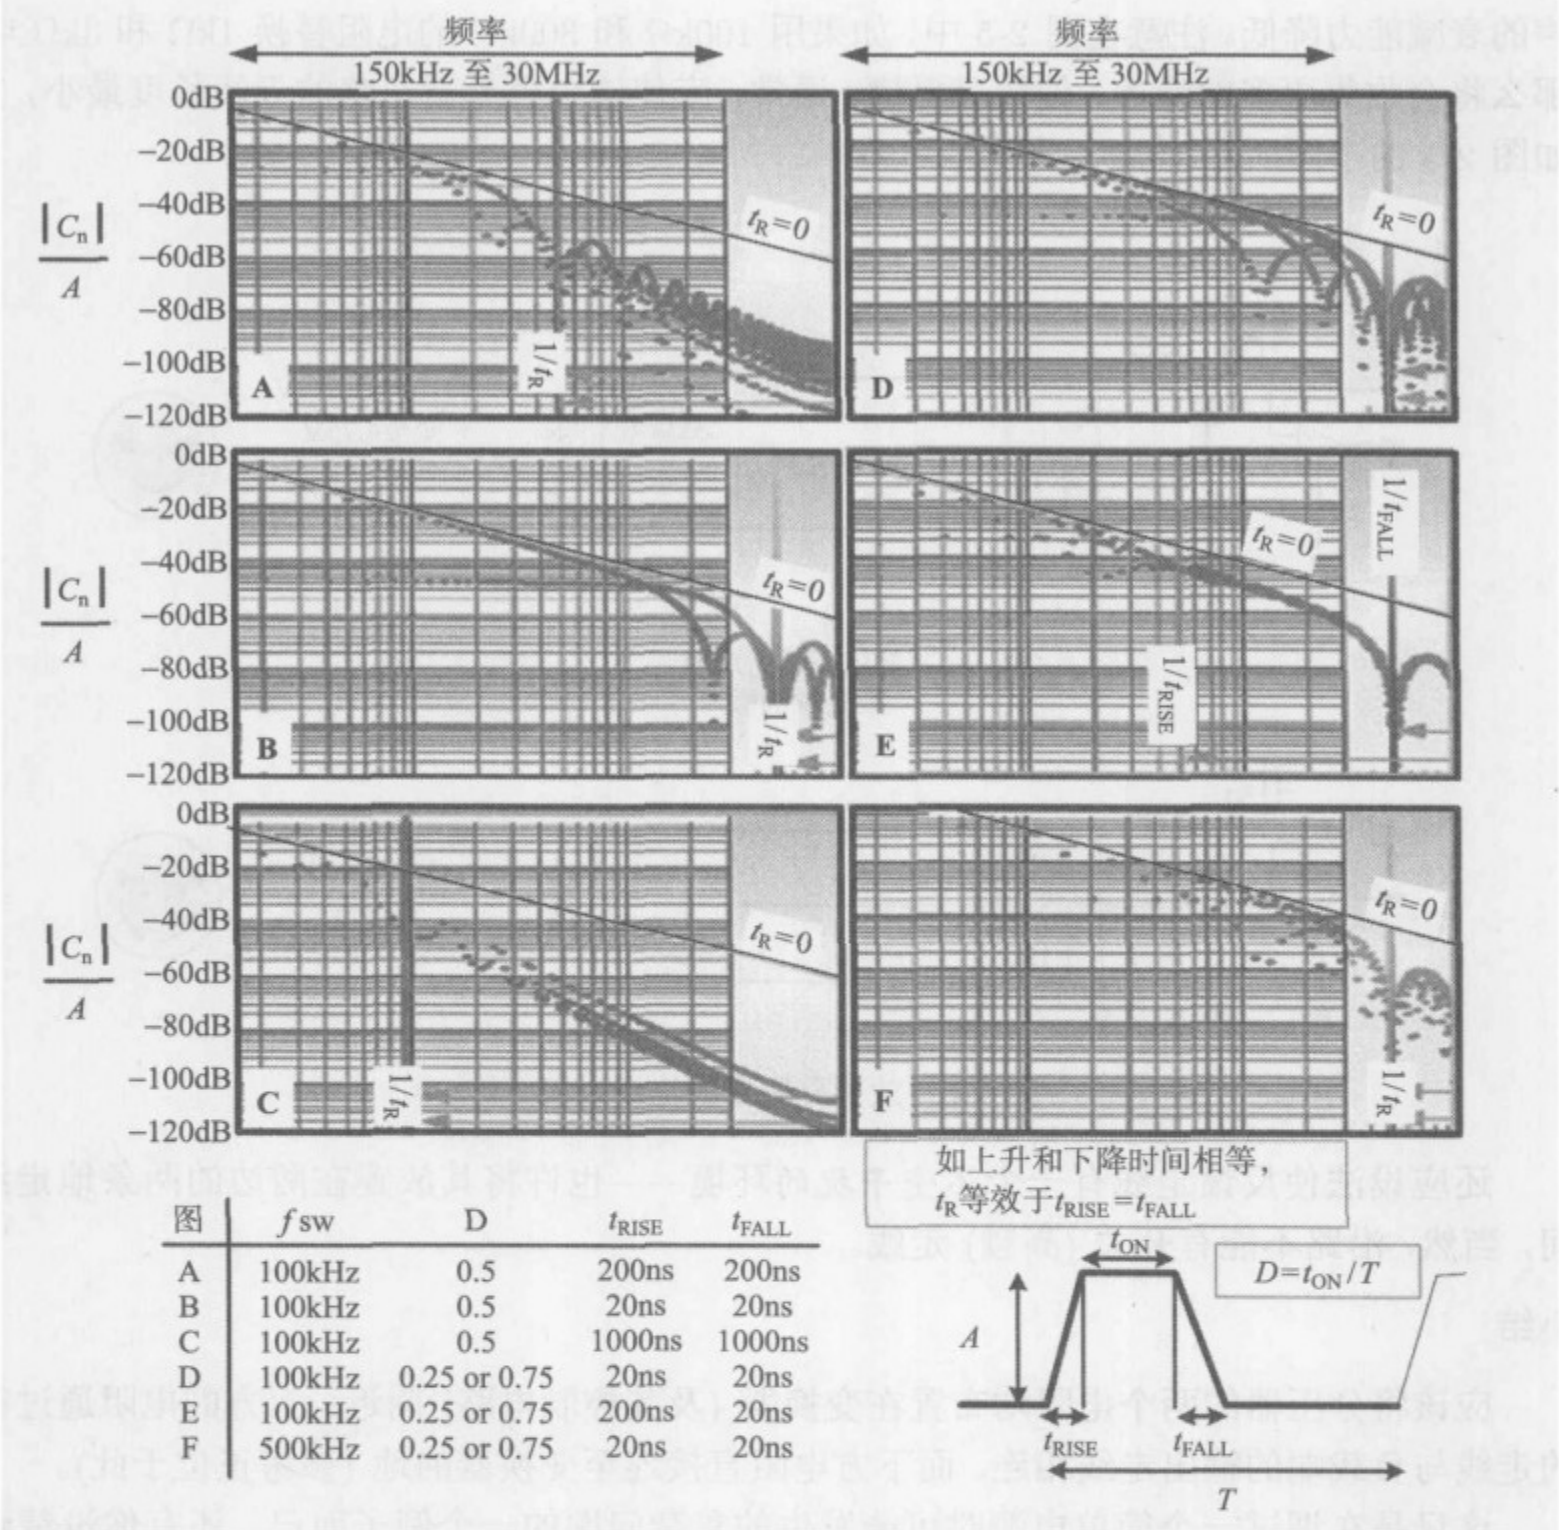 频率
150kHz 至 30MHz
频率
150kHz 至 30MHz
|Cn|
A
0dB
−20dB
−40dB
−60dB
−80dB
−100dB
−120dB
tR=0
1/tR
A
tR=0
D
|Cn|
A
0dB
−20dB
−40dB
−60dB
−80dB
−100dB
−120dB
tR=0
1/tR
B
tR=0
1/tFALL
1/tRISE
E
|Cn|
A
0dB
−20dB
−40dB
−60dB
−80dB
−100dB
−120dB
tR=0
1/tR
C
tR=0
1/tR
F
如上升和下降时间相等,
tR等效于tRISE=tFALL
图 fsw D tRISE tFALL
A 100kHz 0.5 200ns 200ns
B 100kHz 0.5 20ns 20ns
C 100kHz 0.5 1000ns 1000ns
D 100kHz 0.25 or 0.75 20ns 20ns
E 100kHz 0.25 or 0.75 200ns 20ns
F 500kHz 0.25 or 0.75 20ns 20ns
tON
D=tON/T
A
tRISE
tFALL
T